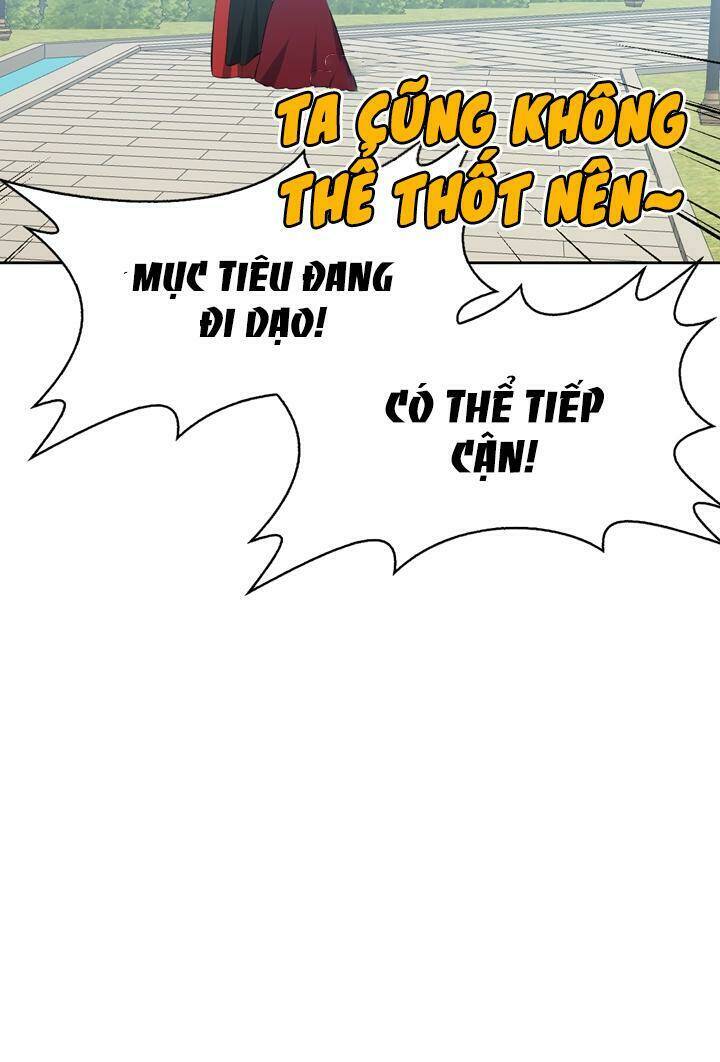 TA CŨNG KHÔNG
THỂ THỐT NÊN~
MỤC TIÊU ĐANG
ĐI DẠO!
CÓ THỂ TIẾP
CẬN!